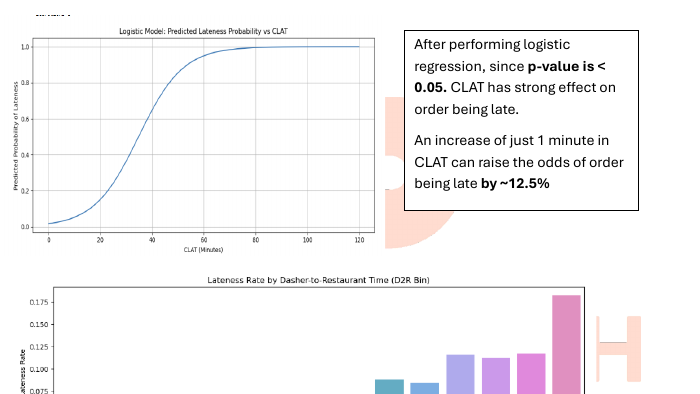 Logistic Model: Predicted Lateness Probability vs CLAT
1.0
0.8
0.6
0.4
0.2
0.0
Predicted Probability of Lateness
0 20 40 60 80 100 120
CLAT (Minutes)
After performing logistic
regression, since p-value is <
0.05. CLAT has strong effect on
order being late.
An increase of just 1 minute in
CLAT can raise the odds of order
being late by ~12.5%
Lateness Rate by Dasher-to-Restaurant Time (D2R Bin)
0.175
0.150
0.125
0.100
0.075
Rate
H